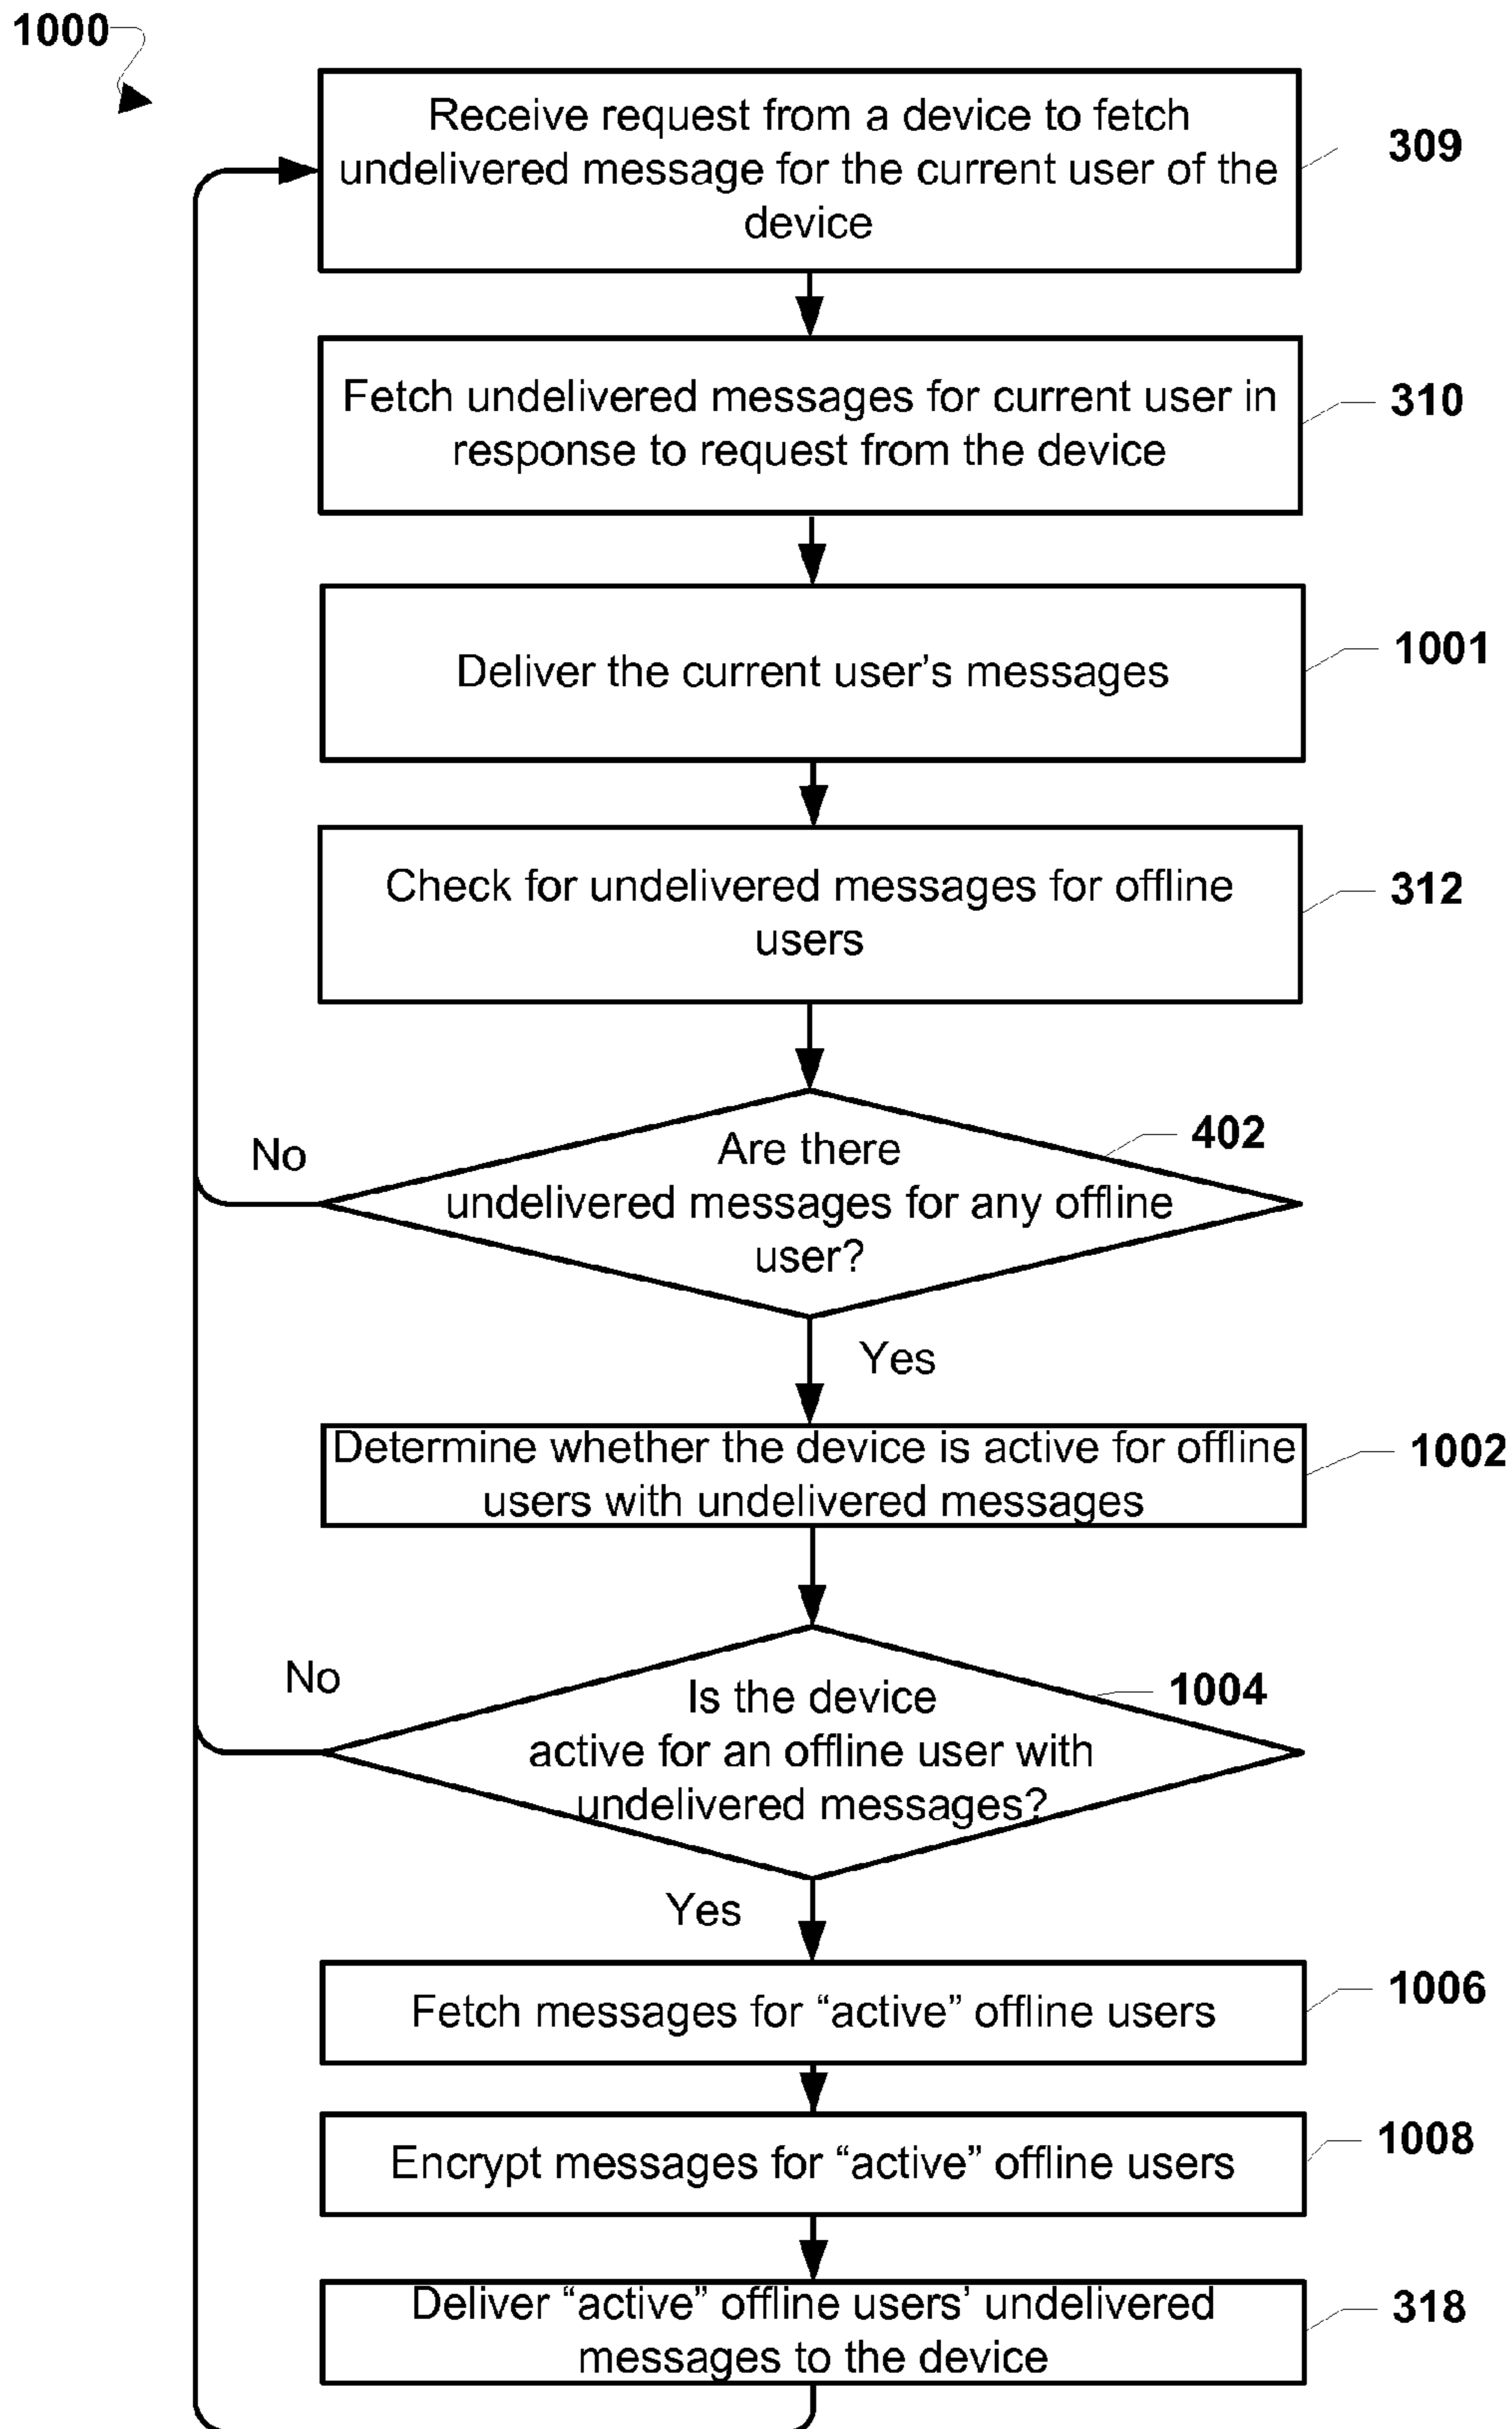 1000
Receive request from a device to fetch
undelivered message for the current user of the
device
309
Fetch undelivered messages for current user in
response to request from the device
310
Deliver the current user’s messages
1001
Check for undelivered messages for offline
users
312
Are there
undelivered messages for any offline
user?
402
No
Yes
Determine whether the device is active for offline
users with undelivered messages
1002
Is the device
active for an offline user with
undelivered messages?
1004
No
Yes
Fetch messages for “active” offline users
1006
Encrypt messages for “active” offline users
1008
Deliver “active” offline users’ undelivered
messages to the device
318